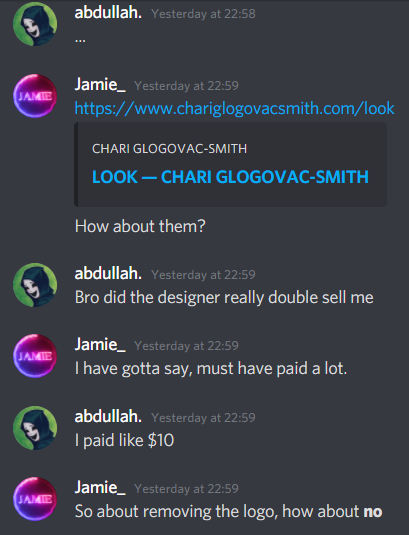 abdullah. Yesterday at 22:58
...
Jamie_ Yesterday at 22:59
https://www.chariglogovacsmith.com/look
CHARI GLOGOVAC-SMITH
LOOK — CHARI GLOGOVAC-SMITH
How about them?
abdullah. Yesterday at 22:59
Bro did the designer really double sell me
JAMIE
Jamie_ Yesterday at 22:59
I have gotta say, must have paid a lot.
abdullah. Yesterday at 22:59
I paid like $10
JAMIE
Jamie_ Yesterday at 22:59
So about removing the logo, how about no